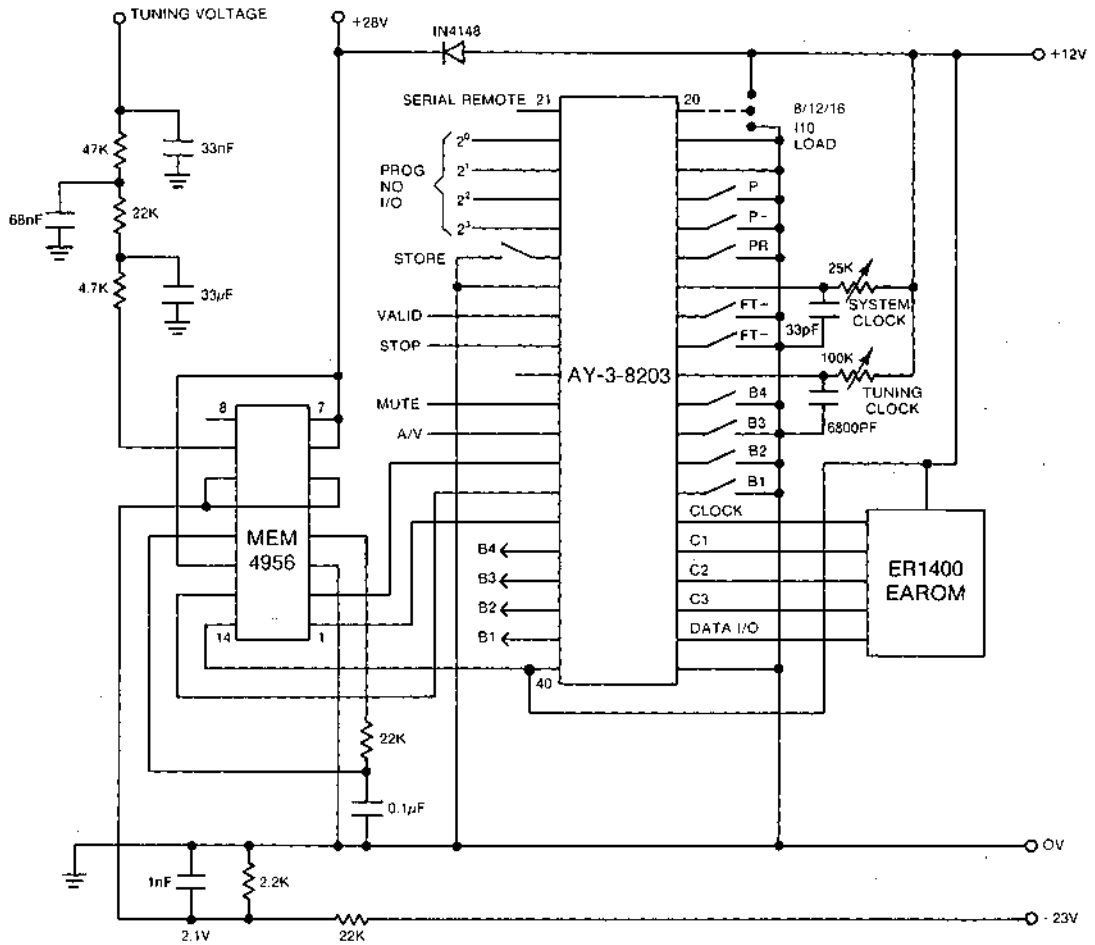 TUNING VOLTAGE
+28V
IN4148
+12V
SERIAL REMOTE 21
20
8/12/16
I10
LOAD
47K
33nF
PROG
NO
I/O
2⁰
2¹
2²
2³
P
P-
PR
68nF
22K
STORE
4.7K
33µF
25K
SYSTEM
CLOCK
33pF
VALID
STOP
FT-
FT-
AY-3-8203
100K
TUNING
CLOCK
6800PF
8
7
MUTE
A/V
B4
B3
B2
B1
MEM
4956
14
1
CLOCK
C1
C2
C3
DATA I/O
ER1400
EAROM
B4
B3
B2
B1
40
22K
0.1µF
0V
1nF
2.2K
2.1V
22K
- 23V